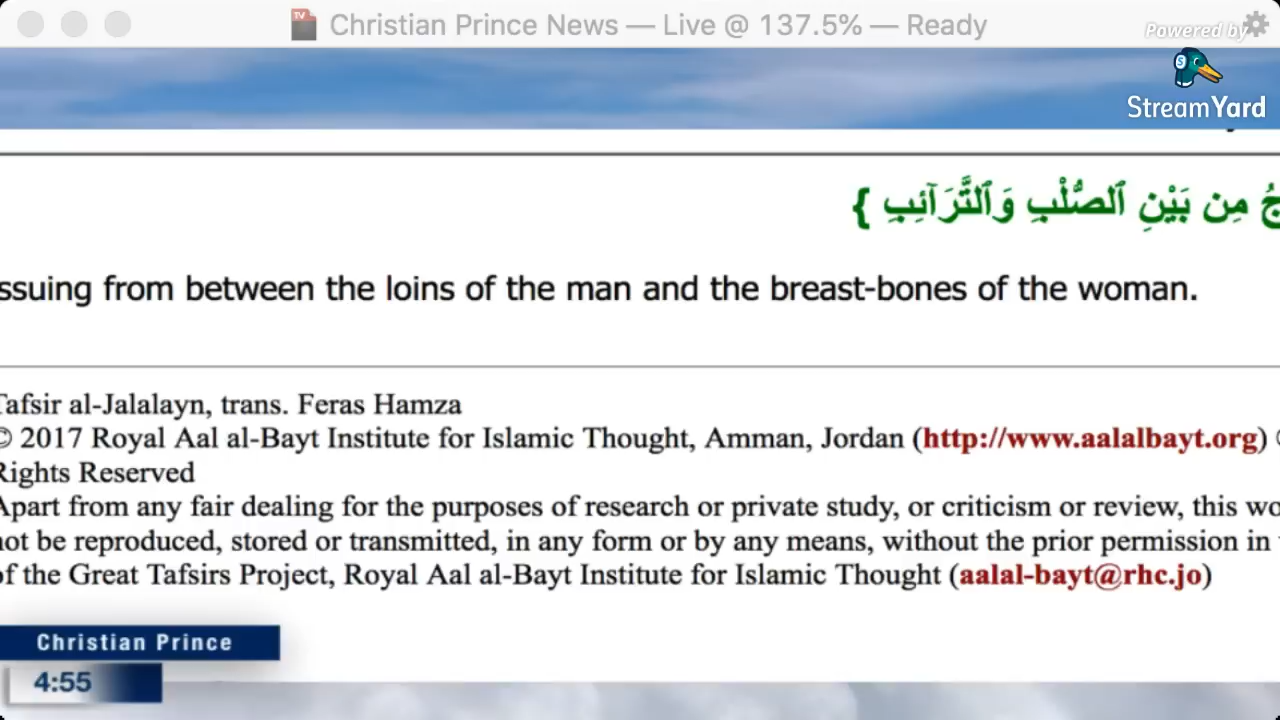 Christian Prince News — Live @ 137.5% — Ready
Powered by
StreamYard
مِن بَيْنِ ٱلصُّلْبِ وَٱلتَّرَآئِبِ }
ssuing from between the loins of the man and the breast-bones of the woman.
Tafsir al-Jalalayn, trans. Feras Hamza
© 2017 Royal Aal al-Bayt Institute for Islamic Thought, Amman, Jordan (http://www.aalalbayt.org)
Rights Reserved
Apart from any fair dealing for the purposes of research or private study, or criticism or review, this wo
not be reproduced, stored or transmitted, in any form or by any means, without the prior permission in
of the Great Tafsirs Project, Royal Aal al-Bayt Institute for Islamic Thought (aalal-bayt@rhc.jo)
Christian Prince
4:55